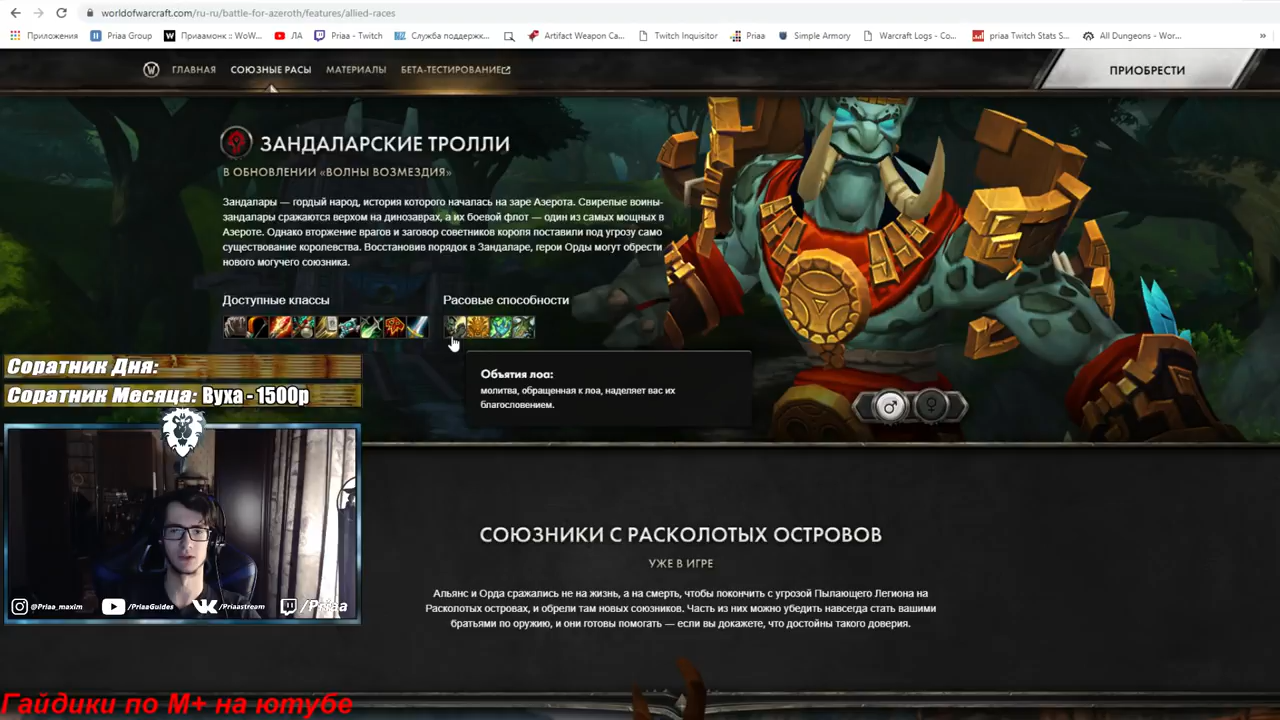 worldofwarcraft.com/ru-ru/battle-for-azeroth/features/allied-races
Приложения
Priaa Group
Приаамонк :: WoW...
ЛА
Priaa - Twitch
Служба поддержк...
Artifact Weapon Ca...
Twitch Inquisitor
Priaa
Simple Armory
Warcraft Logs - Co...
priaa Twitch Stats S...
All Dungeons - Wor...
»
ГЛАВНАЯ
СОЮЗНЫЕ РАСЫ
МАТЕРИАЛЫ
БЕТА-ТЕСТИРОВАНИЕ
ПРИОБРЕСТИ
ЗАНДАЛАРСКИЕ ТРОЛЛИ
В ОБНОВЛЕНИИ «ВОЛНЫ ВОЗМЕЗДИЯ»
Зандалары — гордый народ, история которого началась на заре Азерота. Свирепые воины-
зандалары сражаются верхом на динозаврах, а их боевой флот — один из самых мощных в
Азероте. Однако вторжение врагов и заговор советников короля поставили под угрозу само
существование королевства. Восстановив порядок в Зандаларе, герои Орды могут обрести
нового могучего союзника.
Доступные классы
Расовые способности
Объятия лоа:
молитва, обращенная к лоа, наделяет вас их
благословением.
Соратник Дня:
Соратник Месяца: Вуха - 1500р
@Priaa_maxim
/PriaaGuides
/Priaastream
/Priaa
СОЮЗНИКИ С РАСКОЛОТЫХ ОСТРОВОВ
УЖЕ В ИГРЕ
Альянс и Орда сражались не на жизнь, а на смерть, чтобы покончить с угрозой Пылающего Легиона на
Расколотых островах, и обрели там новых союзников. Часть из них можно убедить навсегда стать вашими
братьями по оружию, и они готовы помогать — если вы докажете, что достойны такого доверия.
Гайдики по М+ на ютубе